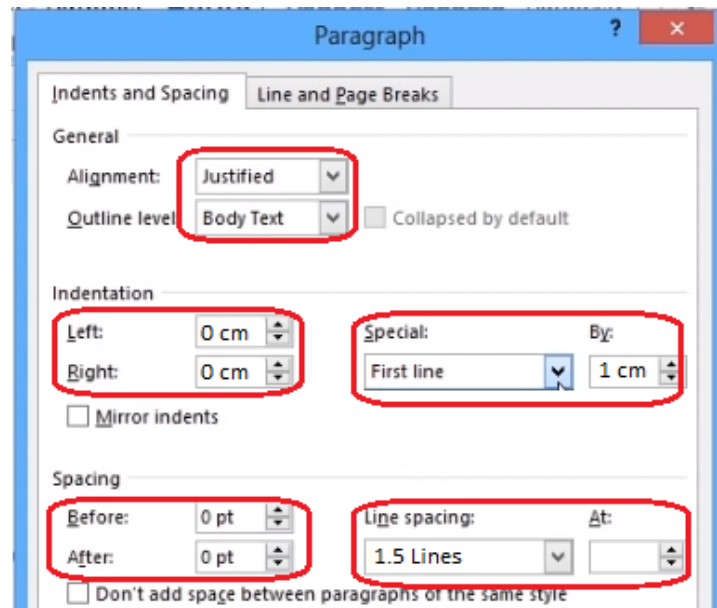 Paragraph ? ×
Indents and Spacing Line and Page Breaks
General
Alignment: Justified
Outline level Body Text Collapsed by default
Indentation
Left: 0 cm Special: By:
Right: 0 cm First line 1 cm
Mirror indents
Spacing
Before: 0 pt Line spacing: At:
After: 0 pt 1.5 Lines
Don't add space between paragraphs of the same style